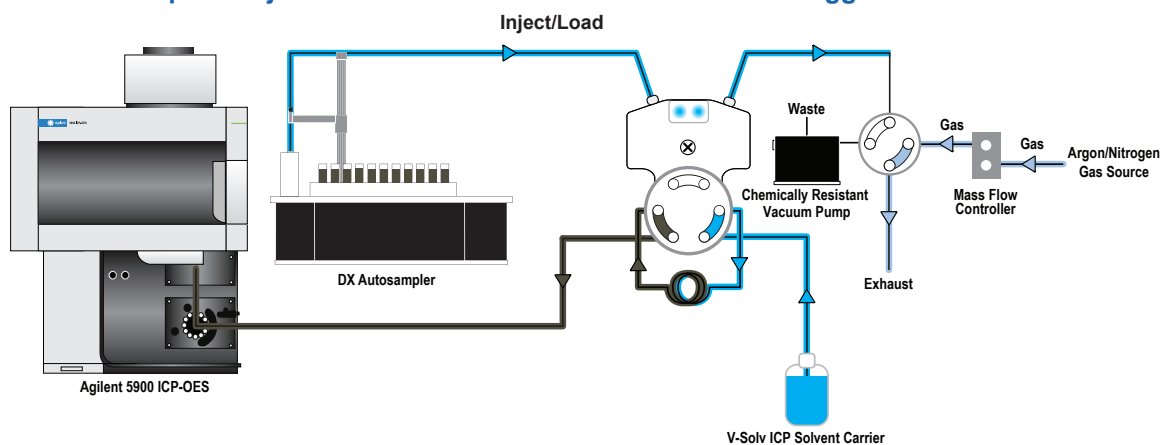 Inject/Load
Waste
Gas
Gas
Argon/Nitrogen
Gas Source
Chemically Resistant
Vacuum Pump
Mass Flow
Controller
DX Autosampler
Exhaust
Agilent 5900 ICP-OES
V-Solv ICP Solvent Carrier